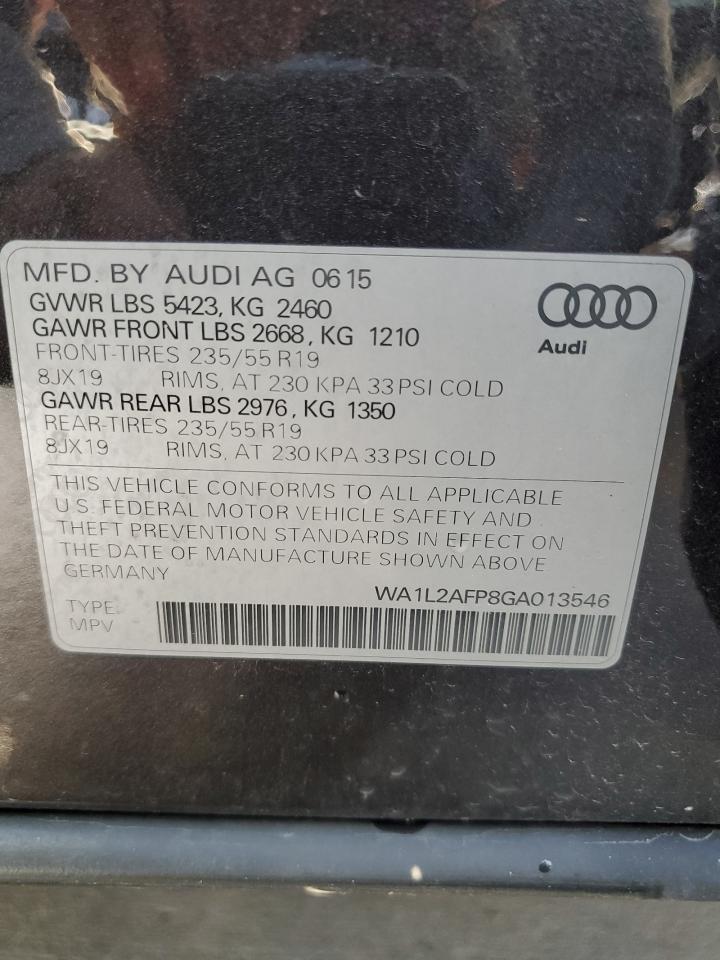 MFD. BY AUDI AG 0615
GVWR LBS 5423, KG 2460
GAWR FRONT LBS 2668, KG 1210
FRONT-TIRES 235/55 R19
8JX19 RIMS, AT 230 KPA 33 PSI COLD
GAWR REAR LBS 2976, KG 1350
REAR-TIRES 235/55 R19
8JX19 RIMS, AT 230 KPA 33 PSI COLD
Audi
THIS VEHICLE CONFORMS TO ALL APPLICABLE
U.S. FEDERAL MOTOR VEHICLE SAFETY AND
THEFT PREVENTION STANDARDS IN EFFECT ON
THE DATE OF MANUFACTURE SHOWN ABOVE
GERMANY
WA1L2AFP8GA013546
TYPE:
MPV